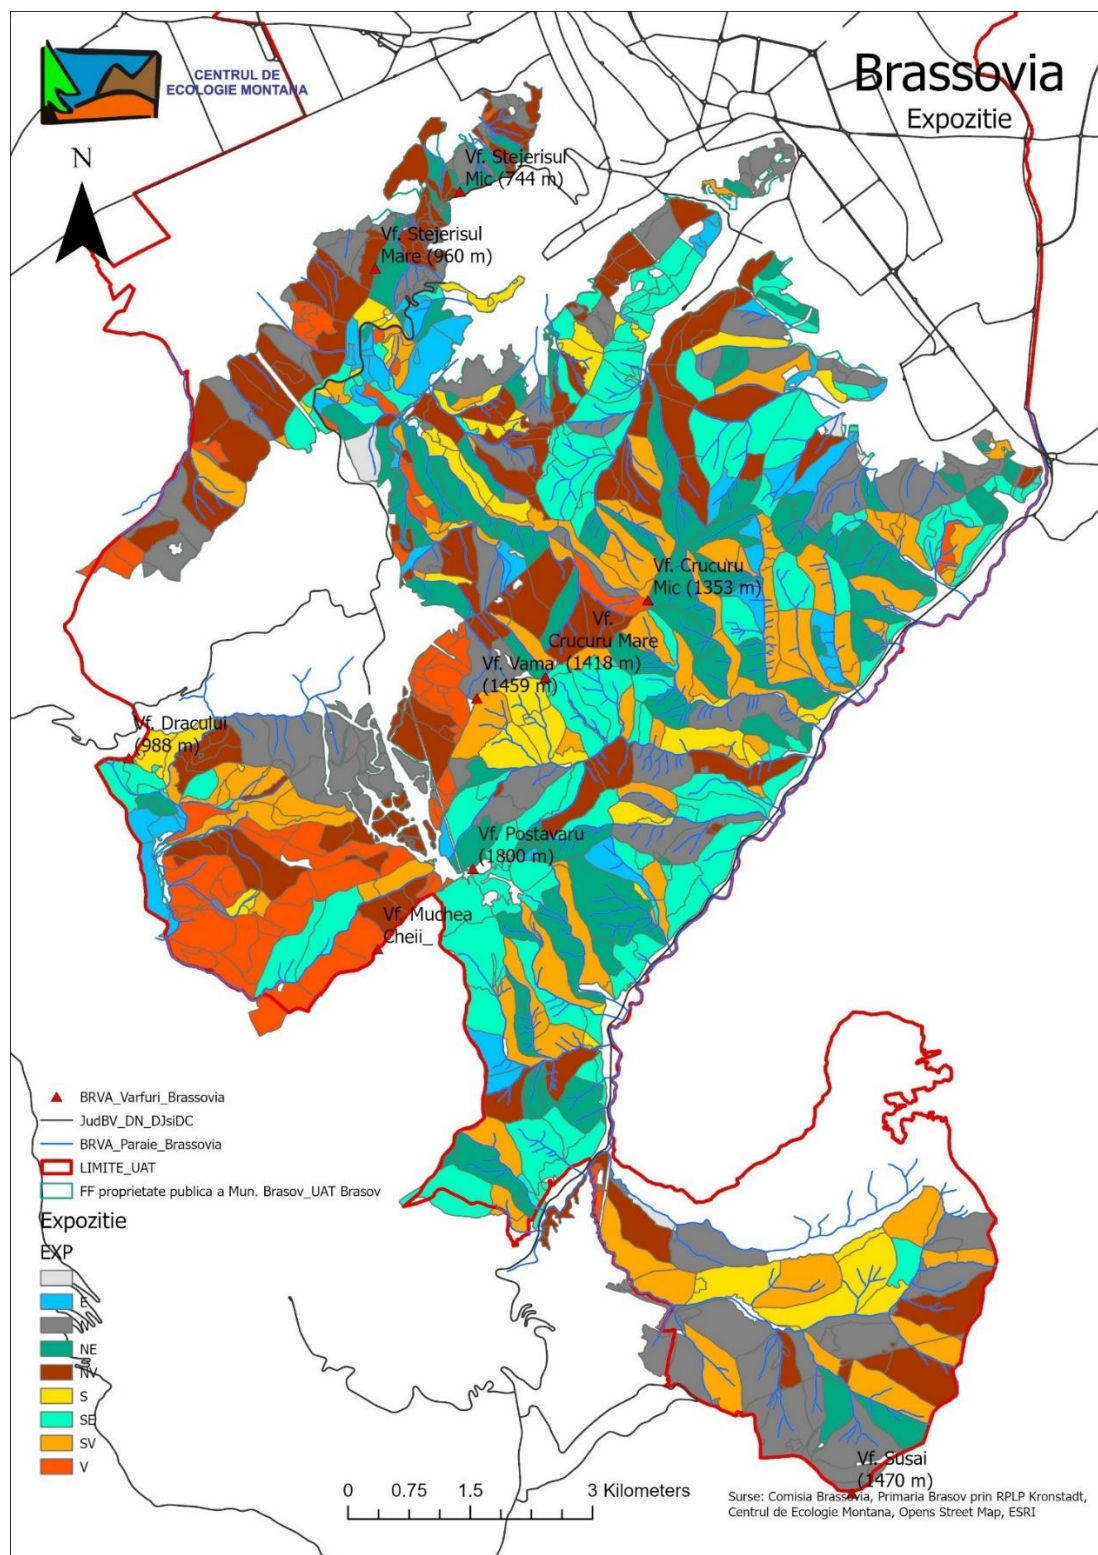 CENTRUL DE
ECOLOGIE MONTANA
Brassovia
Expozitie
N
Vf. Stejerisul
Mic (744 m)
Vf. Stejerisul
Mare (960 m)
Vf. Crucuru
Mic (1353 m)
Vf.
Crucuru Mare
(1418 m)
Vf. Vama
(1459 m)
Vf. Dracului
(988 m)
Vf. Postavaru
(1800 m)
Vf. Muchea
Cheii_
BRVA_Varfuri_Brassovia
JudBV_DN_DJsiDC
BRVA_Paraie_Brassovia
LIMITE_UAT
FF proprietate publica a Mun. Brasov_UAT Brasov
Expozitie
EXP
E
N
NE
NV
S
SE
SV
V
Vf. Susai
(1470 m)
0 0.75 1.5 3 Kilometers
Surse: Comisia Brassovia, Primaria Brasov prin RPLP Kronstadt,
Centrul de Ecologie Montana, Opens Street Map, ESRI